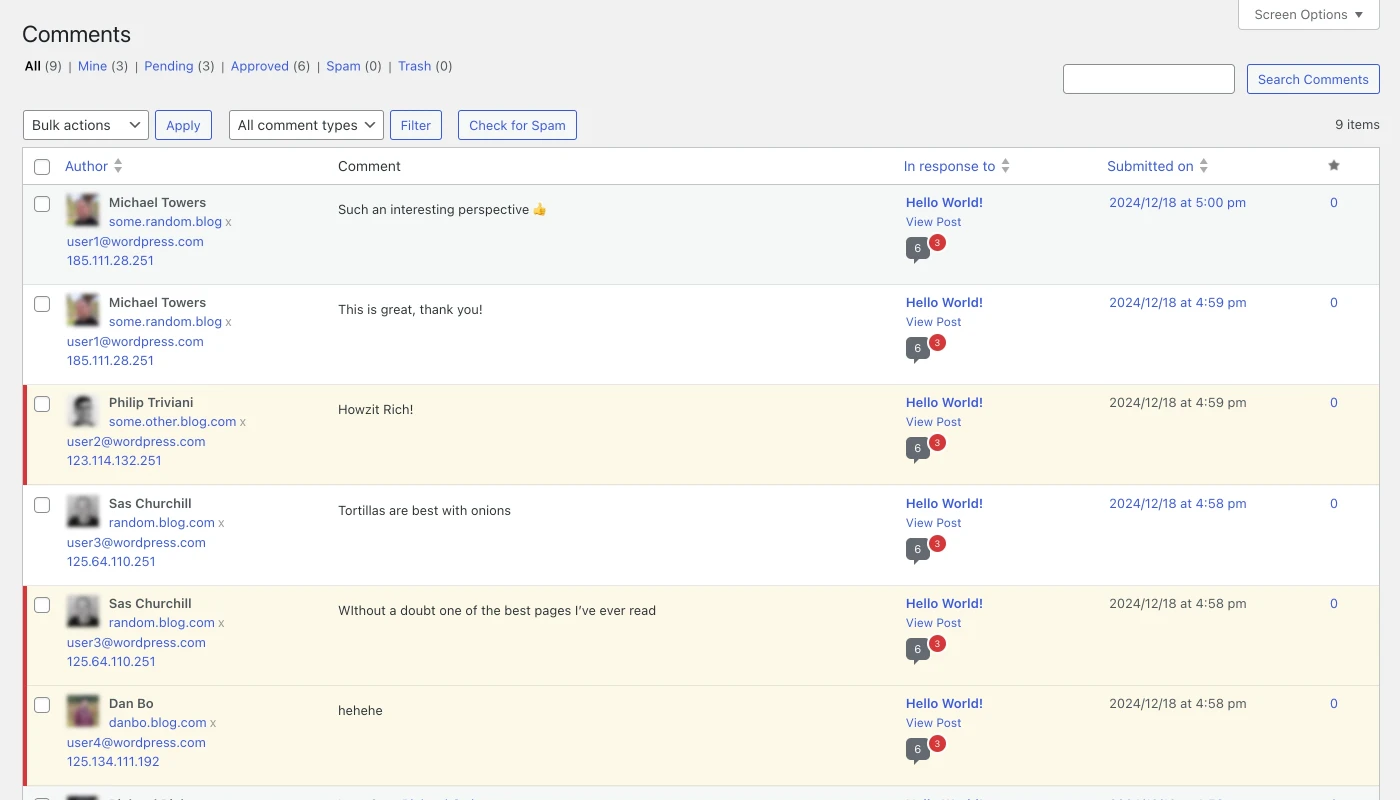 Screen Options ▼
Comments
All (9) | Mine (3) | Pending (3) | Approved (6) | Spam (0) | Trash (0)
Search Comments
Bulk actions Apply All comment types Filter Check for Spam 9 items
Author Comment In response to Submitted on ★
Michael Towers Such an interesting perspective 👍 Hello World! 2024/12/18 at 5:00 pm 0
some.random.blog x View Post
user1@wordpress.com 6 3
185.111.28.251
Michael Towers This is great, thank you! Hello World! 2024/12/18 at 4:59 pm 0
some.random.blog x View Post
user1@wordpress.com 6 3
185.111.28.251
Philip Triviani Howzit Rich! Hello World! 2024/12/18 at 4:59 pm 0
some.other.blog.com x View Post
user2@wordpress.com 6 3
123.114.132.251
Sas Churchill Tortillas are best with onions Hello World! 2024/12/18 at 4:58 pm 0
random.blog.com x View Post
user3@wordpress.com 6 3
125.64.110.251
Sas Churchill WIthout a doubt one of the best pages I've ever read Hello World! 2024/12/18 at 4:58 pm 0
random.blog.com x View Post
user3@wordpress.com 6 3
125.64.110.251
Dan Bo hehehe Hello World! 2024/12/18 at 4:58 pm 0
danbo.blog.com x View Post
user4@wordpress.com 6 3
125.134.111.192